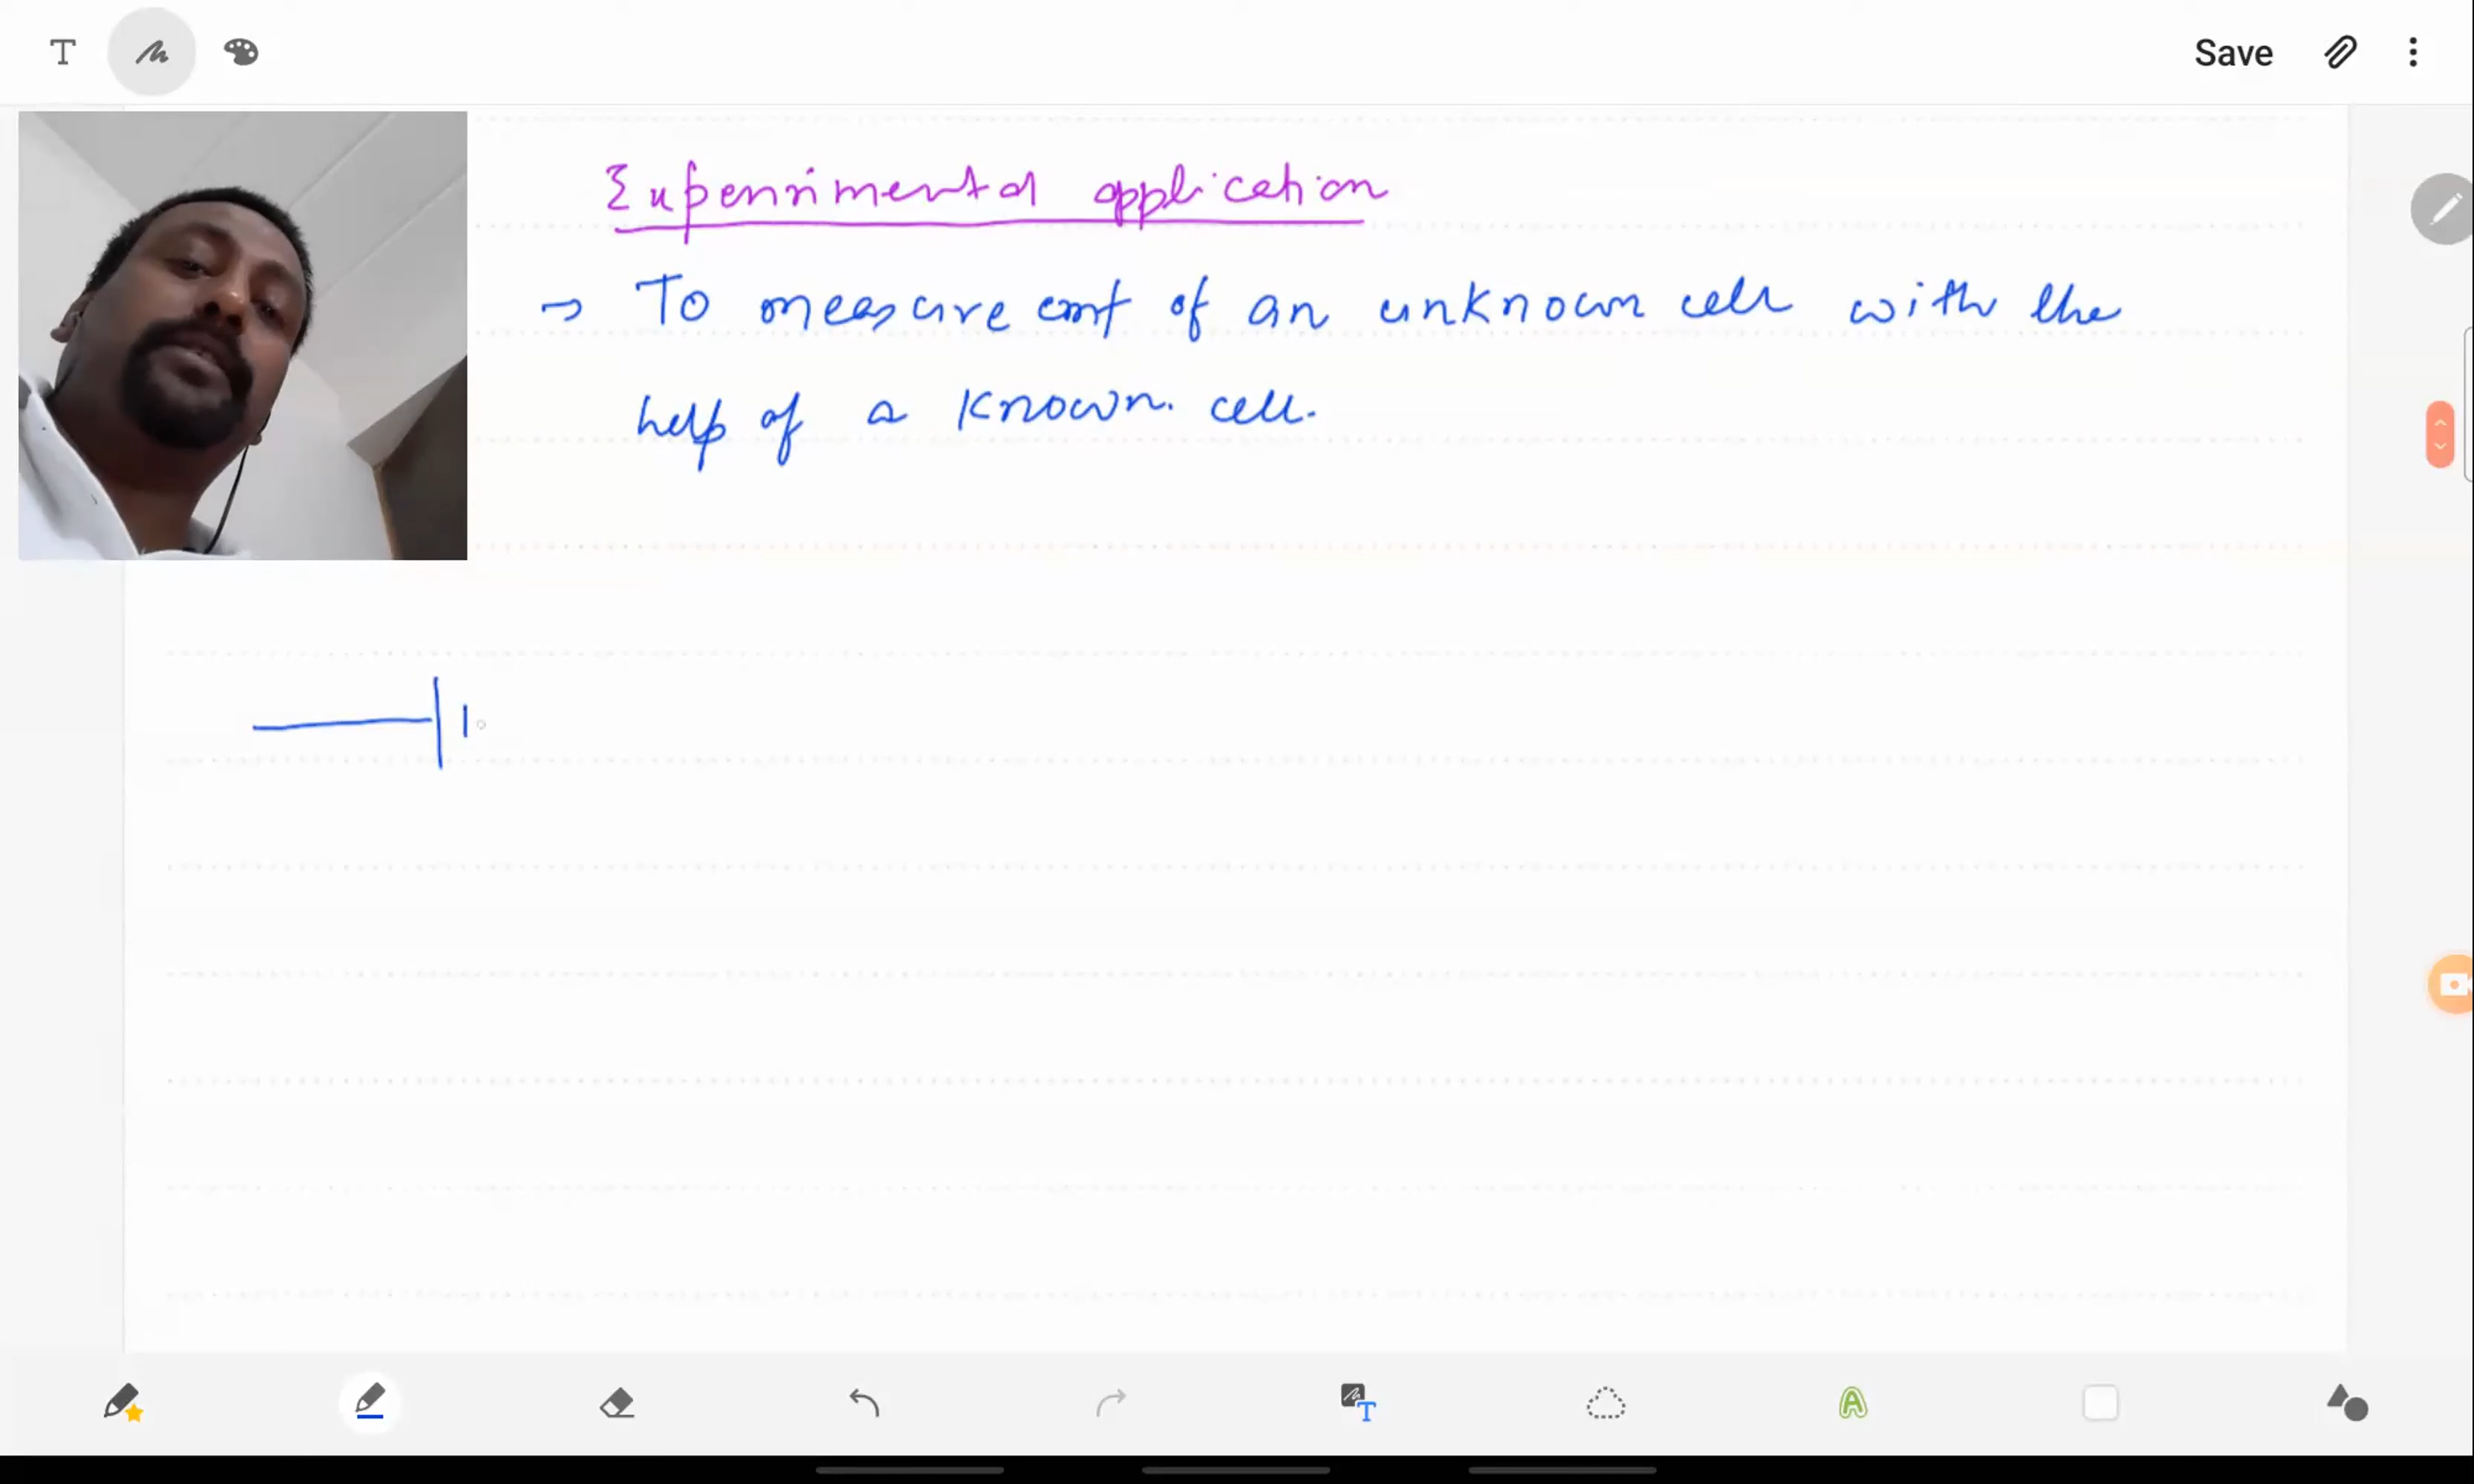 Save
Experimental application
→ To measure emf of an unknown cell with the
help of a known. cell.